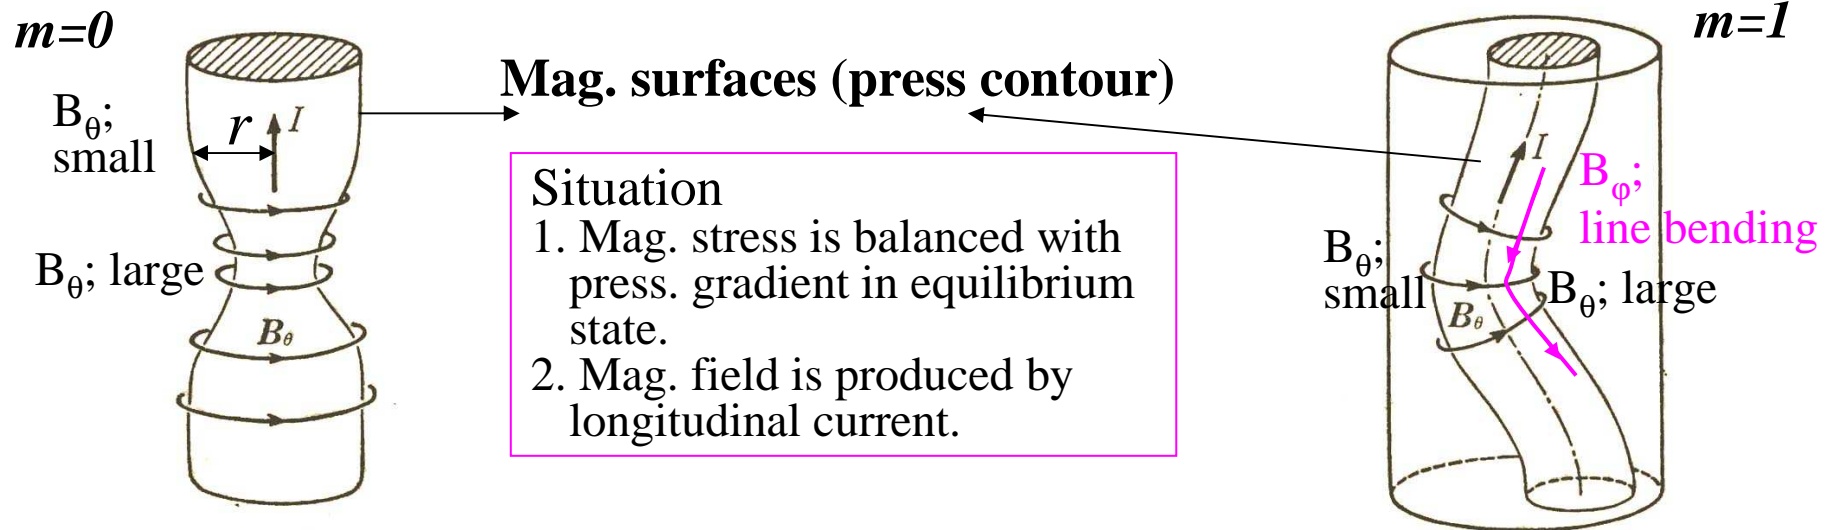 m=0
m=1
Mag. surfaces (press contour)
Bθ;
small
r
I
Bθ; large
Bθ
Situation
1. Mag. stress is balanced with
press. gradient in equilibrium
state.
2. Mag. field is produced by
longitudinal current.
I
Bφ;
line bending
Bθ;
small
Bθ; large
Bθ